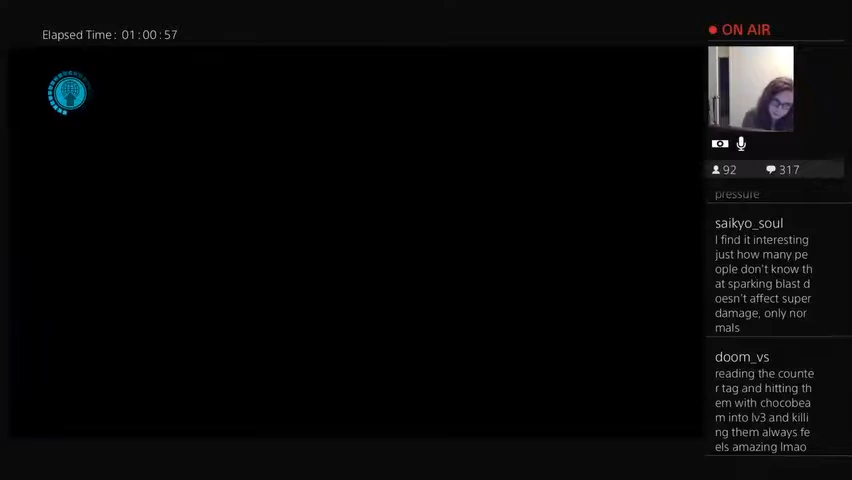 Elapsed Time: 01:00:57
ON AIR
92 317
pressure
saikyo_soul
I find it interesting
just how many pe
ople don't know th
at sparking blast d
oesn't affect super
damage, only nor
mals
doom_vs
reading the counte
r tag and hitting th
em with chocobea
m into lv3 and killi
ng them always fe
els amazing lmao